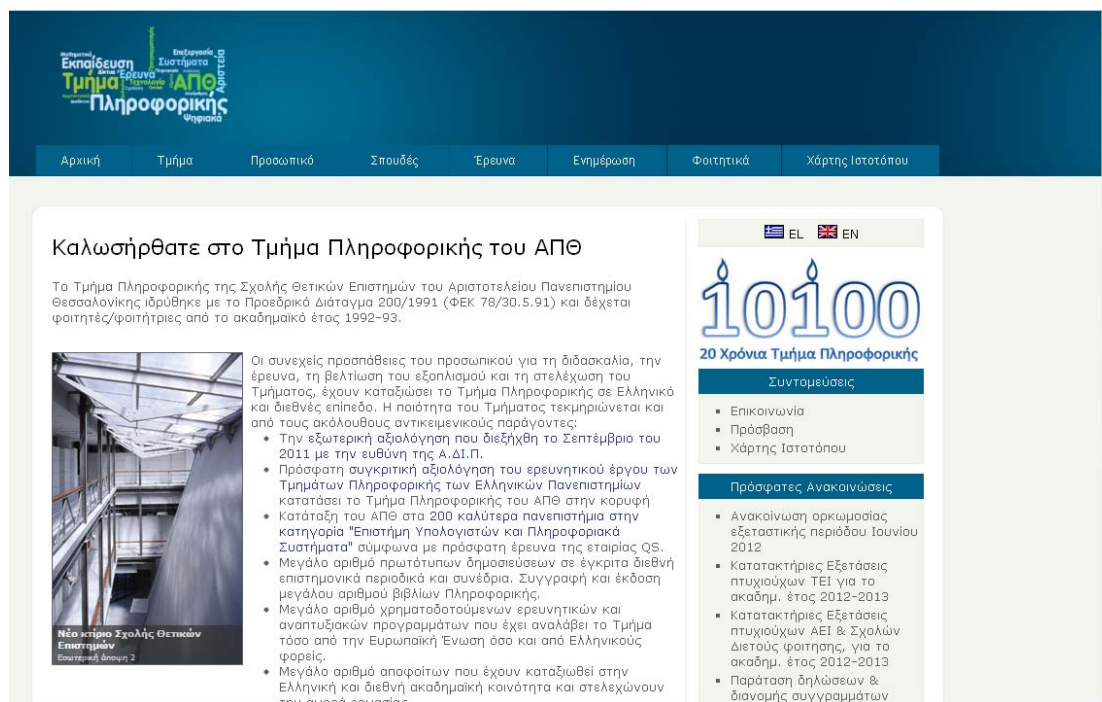 Μαθηματικά
Εκπαίδευση
Επεξεργασία
Συστήματα
Δίκτυα
Έρευνα
Τμήμα
Τεχνολογία
ΑΠΘ
Αριστεία
Πληροφορικής
Ψηφιακά
Αρχική Τμήμα Προσωπικό Σπουδές Έρευνα Ενημέρωση Φοιτητικά Χάρτης Ιστοτόπου
Καλωσήρθατε στο Τμήμα Πληροφορικής του ΑΠΘ
Το Τμήμα Πληροφορικής της Σχολής Θετικών Επιστημών του Αριστοτελείου Πανεπιστημίου
Θεσσαλονίκης ιδρύθηκε με το Προεδρικό Διάταγμα 200/1991 (ΦΕΚ 78/30.5.91) και δέχεται
φοιτητές/φοιτήτριες από το ακαδημαϊκό έτος 1992-93.
Οι συνεχείς προσπάθειες του προσωπικού για τη διδασκαλία, την
έρευνα, τη βελτίωση του εξοπλισμού και τη στελέχωση του
Τμήματος, έχουν καταξιώσει το Τμήμα Πληροφορικής σε Ελληνικό
και διεθνές επίπεδο. Η ποιότητα του Τμήματος τεκμηριώνεται και
από τους ακόλουθους αντικειμενικούς παράγοντες:
Την εξωτερική αξιολόγηση που διεξήχθη το Σεπτέμβριο του
2011 με την ευθύνη της Α.ΔΙ.Π.
Πρόσφατη συγκριτική αξιολόγηση του ερευνητικού έργου των
Τμημάτων Πληροφορικής των Ελληνικών Πανεπιστημίων
κατατάσει το Τμήμα Πληροφορικής του ΑΠΘ στην κορυφή
Κατάταξη του ΑΠΘ στα 200 καλύτερα πανεπιστήμια στην
κατηγορία "Επιστήμη Υπολογιστών και Πληροφοριακά
Συστήματα" σύμφωνα με πρόσφατη έρευνα της εταιρίας QS.
Μεγάλο αριθμό πρωτότυπων δημοσιεύσεων σε έγκριτα διεθνή
επιστημονικά περιοδικά και συνέδρια. Συγγραφή και έκδοση
μεγάλου αριθμού βιβλίων Πληροφορικής.
Μεγάλο αριθμό χρηματοδοτούμενων ερευνητικών και
αναπτυξιακών προγραμμάτων που έχει αναλάβει το Τμήμα
τόσο από την Ευρωπαϊκή Ένωση όσο και από Ελληνικούς
φορείς.
Μεγάλο αριθμό αποφοίτων που έχουν καταξιωθεί στην
Ελληνική και διεθνή ακαδημαϊκή κοινότητα και στελεχώνουν
την αγορά εργασίας.
Νέο κτίριο Σχολής Θετικών
Επιστημών
Εσωτερική άποψη 2
EL EN
10100
20 Χρόνια Τμήμα Πληροφορικής
Συντομεύσεις
Επικοινωνία
Πρόσβαση
Χάρτης Ιστοτόπου
Πρόσφατες Ανακοινώσεις
Ανακοίνωση ορκωμοσίας
εξεταστικής περιόδου Ιουνίου
2012
Κατατακτήριες Εξετάσεις
πτυχιούχων ΤΕΙ για το
ακαδημ. έτος 2012-2013
Κατατακτήριες Εξετάσεις
πτυχιούχων ΑΕΙ & Σχολών
Διετούς φοιτησης, για το
ακαδημ. έτος 2012-2013
Παράταση δηλώσεων &
διανομής συγγραμμάτων